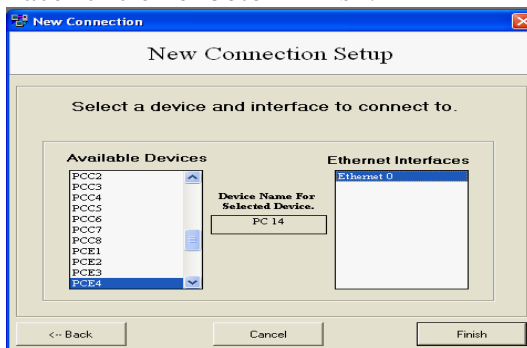 New Connection
New Connection Setup
Select a device and interface to connect to.
Available Devices
PCC2
PCC3
PCC4
PCC5
PCC6
PCC7
PCC8
PCE1
PCE2
PCE3
PCE4
Device Name For
Selected Device.
PC 14
Ethernet Interfaces
Ethernet 0
<-- Back
Cancel
Finish